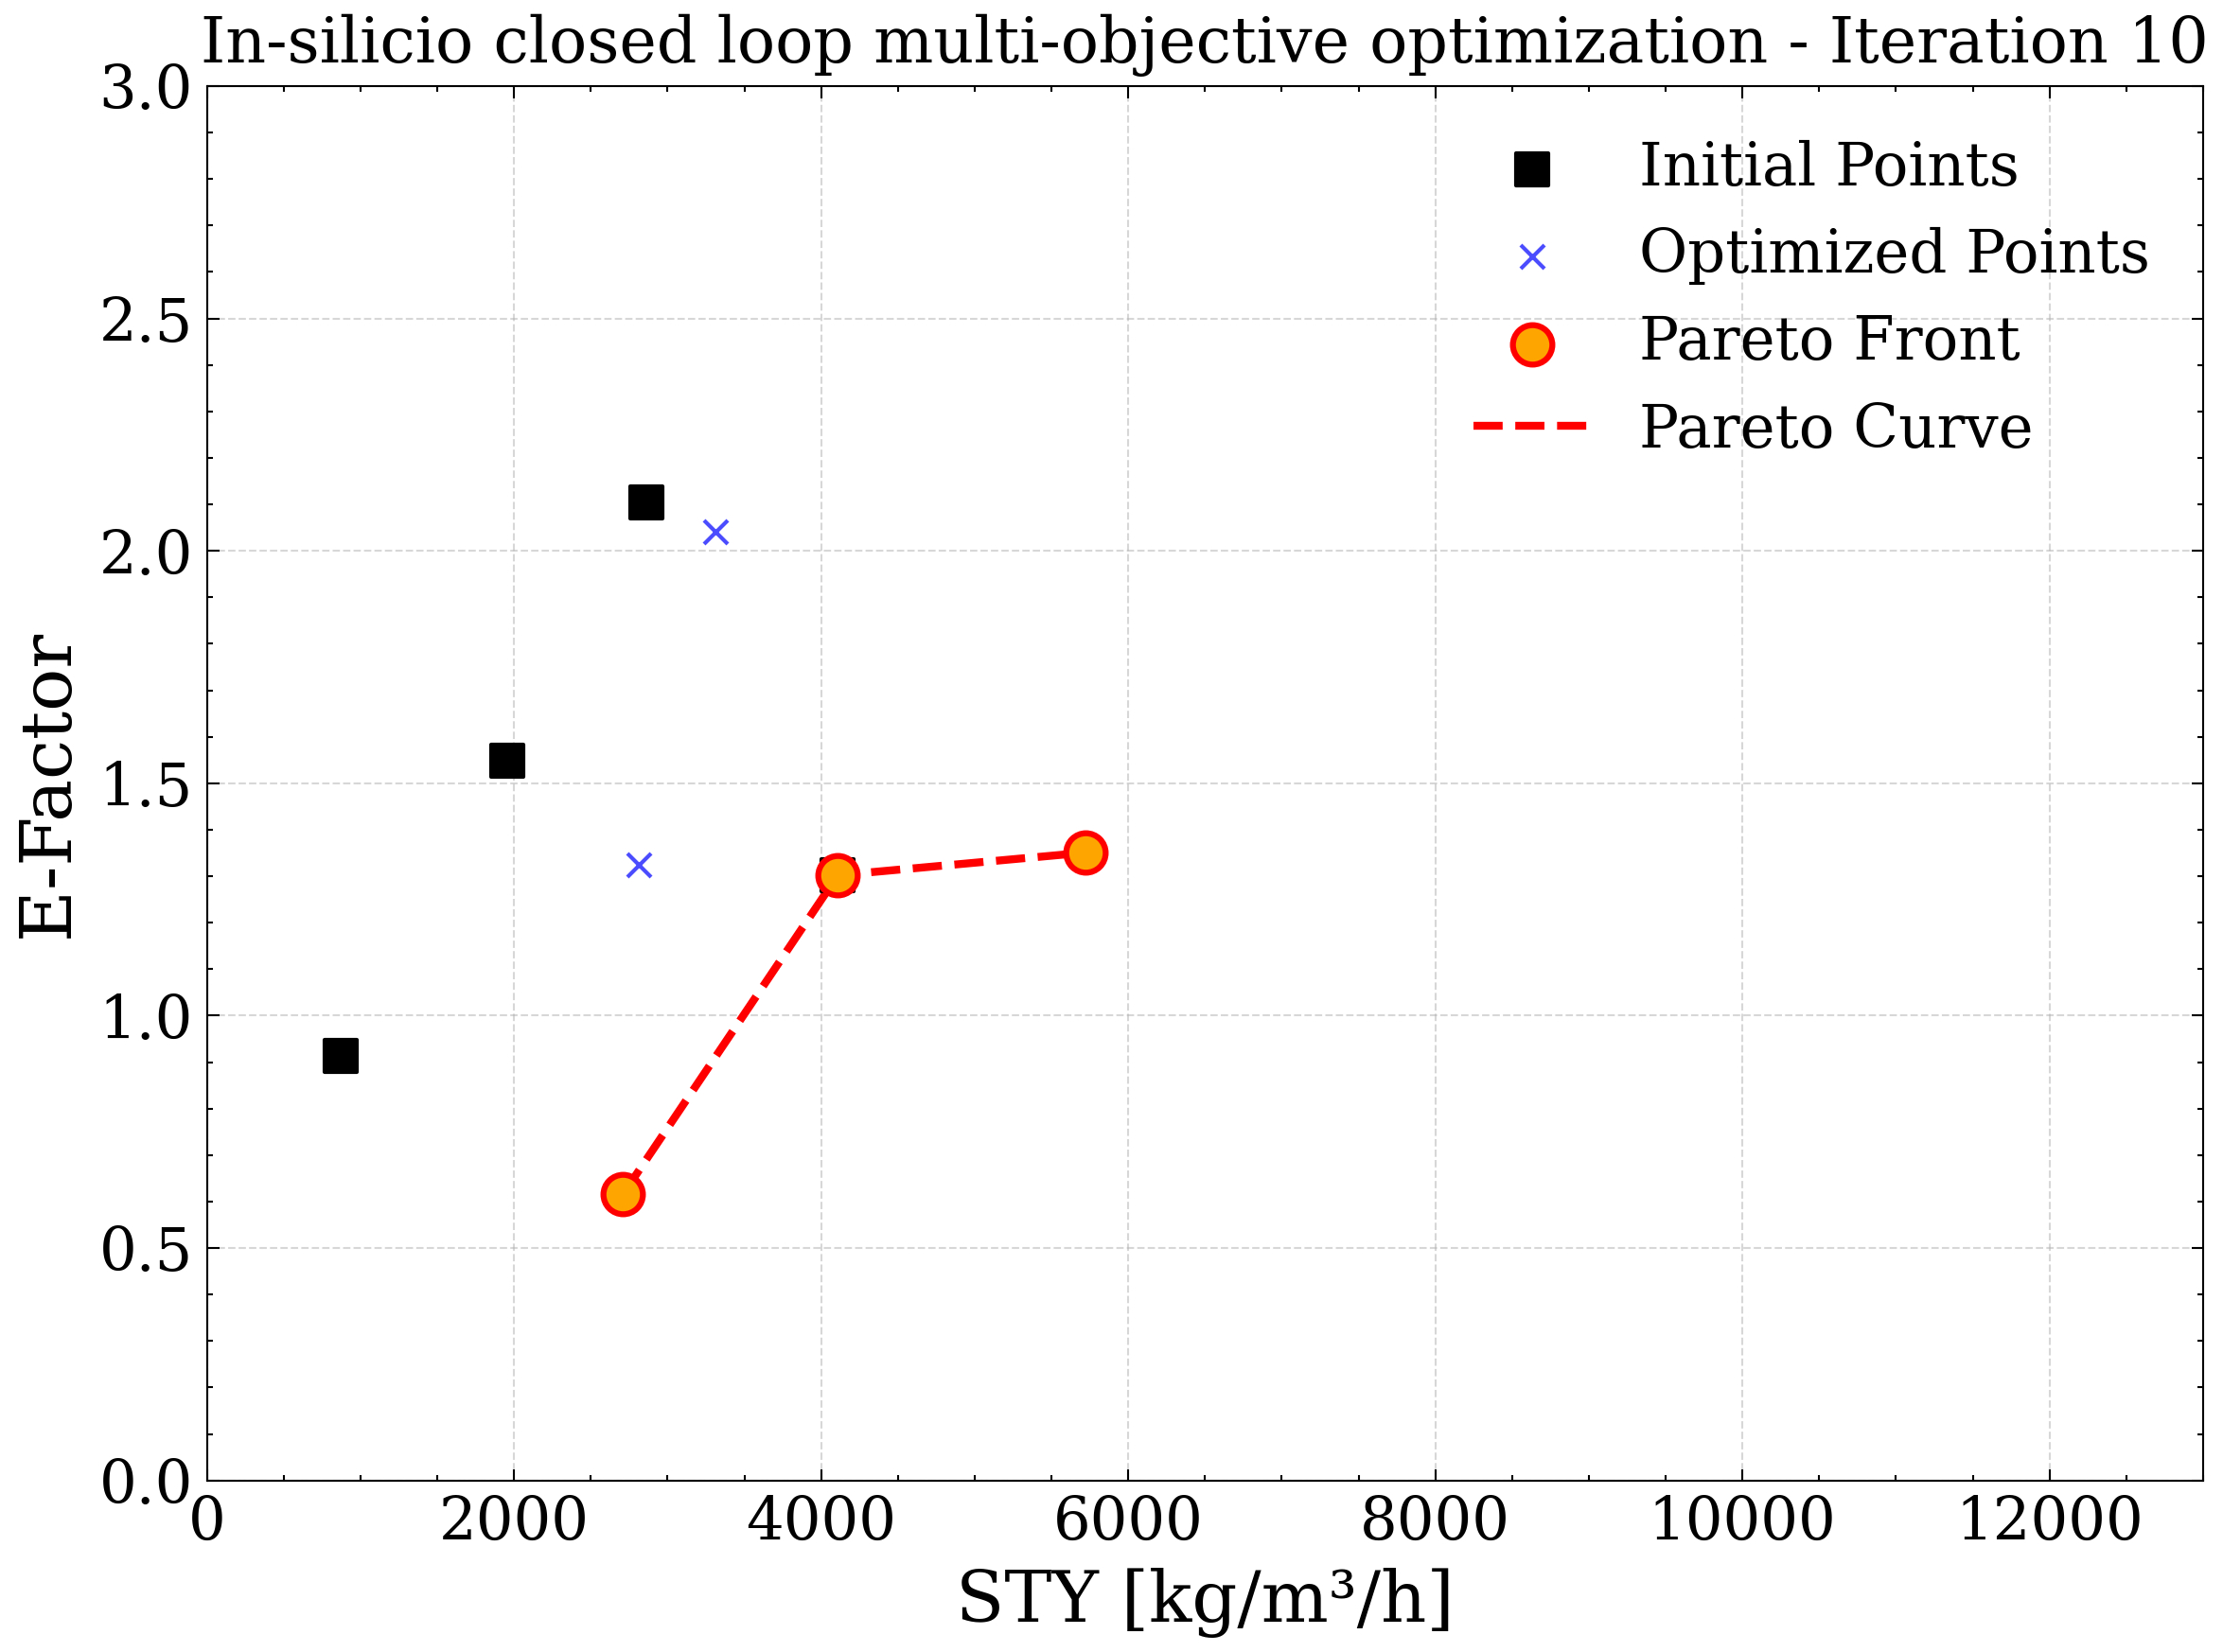 In-silicio closed loop multi-objective optimization - Iteration 10
3.0
2.5
2.0
1.5
1.0
0.5
0.0
E-Factor
Initial Points
Optimized Points
Pareto Front
Pareto Curve
0 2000 4000 6000 8000 10000 12000
STY [kg/m³/h]